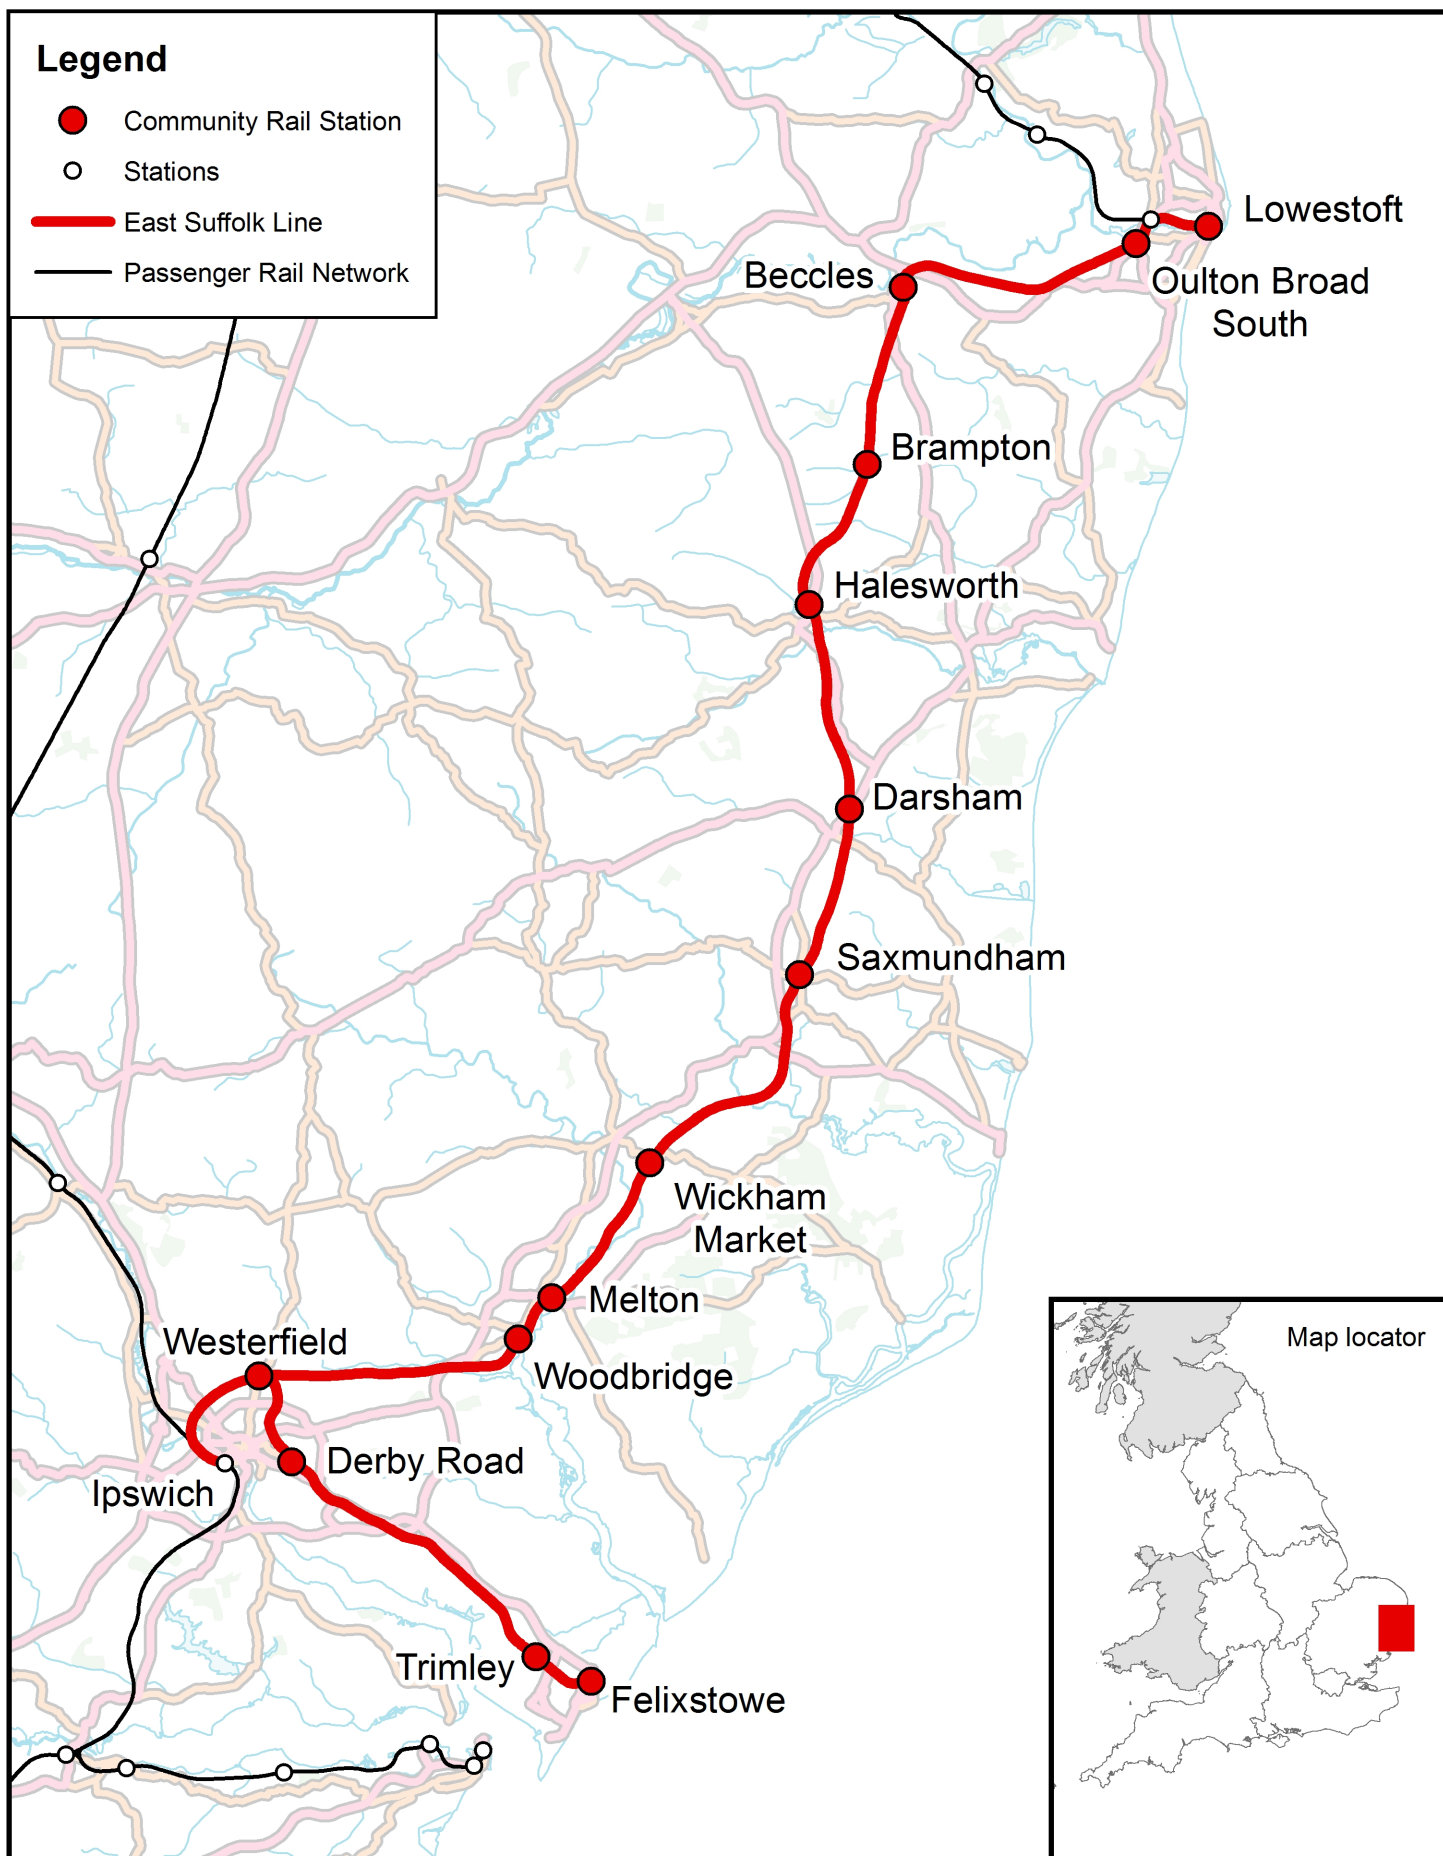 Legend
Community Rail Station
Stations
East Suffolk Line
Passenger Rail Network
Lowestoft
Beccles
Oulton Broad
South
Brampton
Halesworth
Darsham
Saxmundham
Wickham
Market
Melton
Westerfield
Woodbridge
Derby Road
Ipswich
Trimley
Felixstowe
Map locator